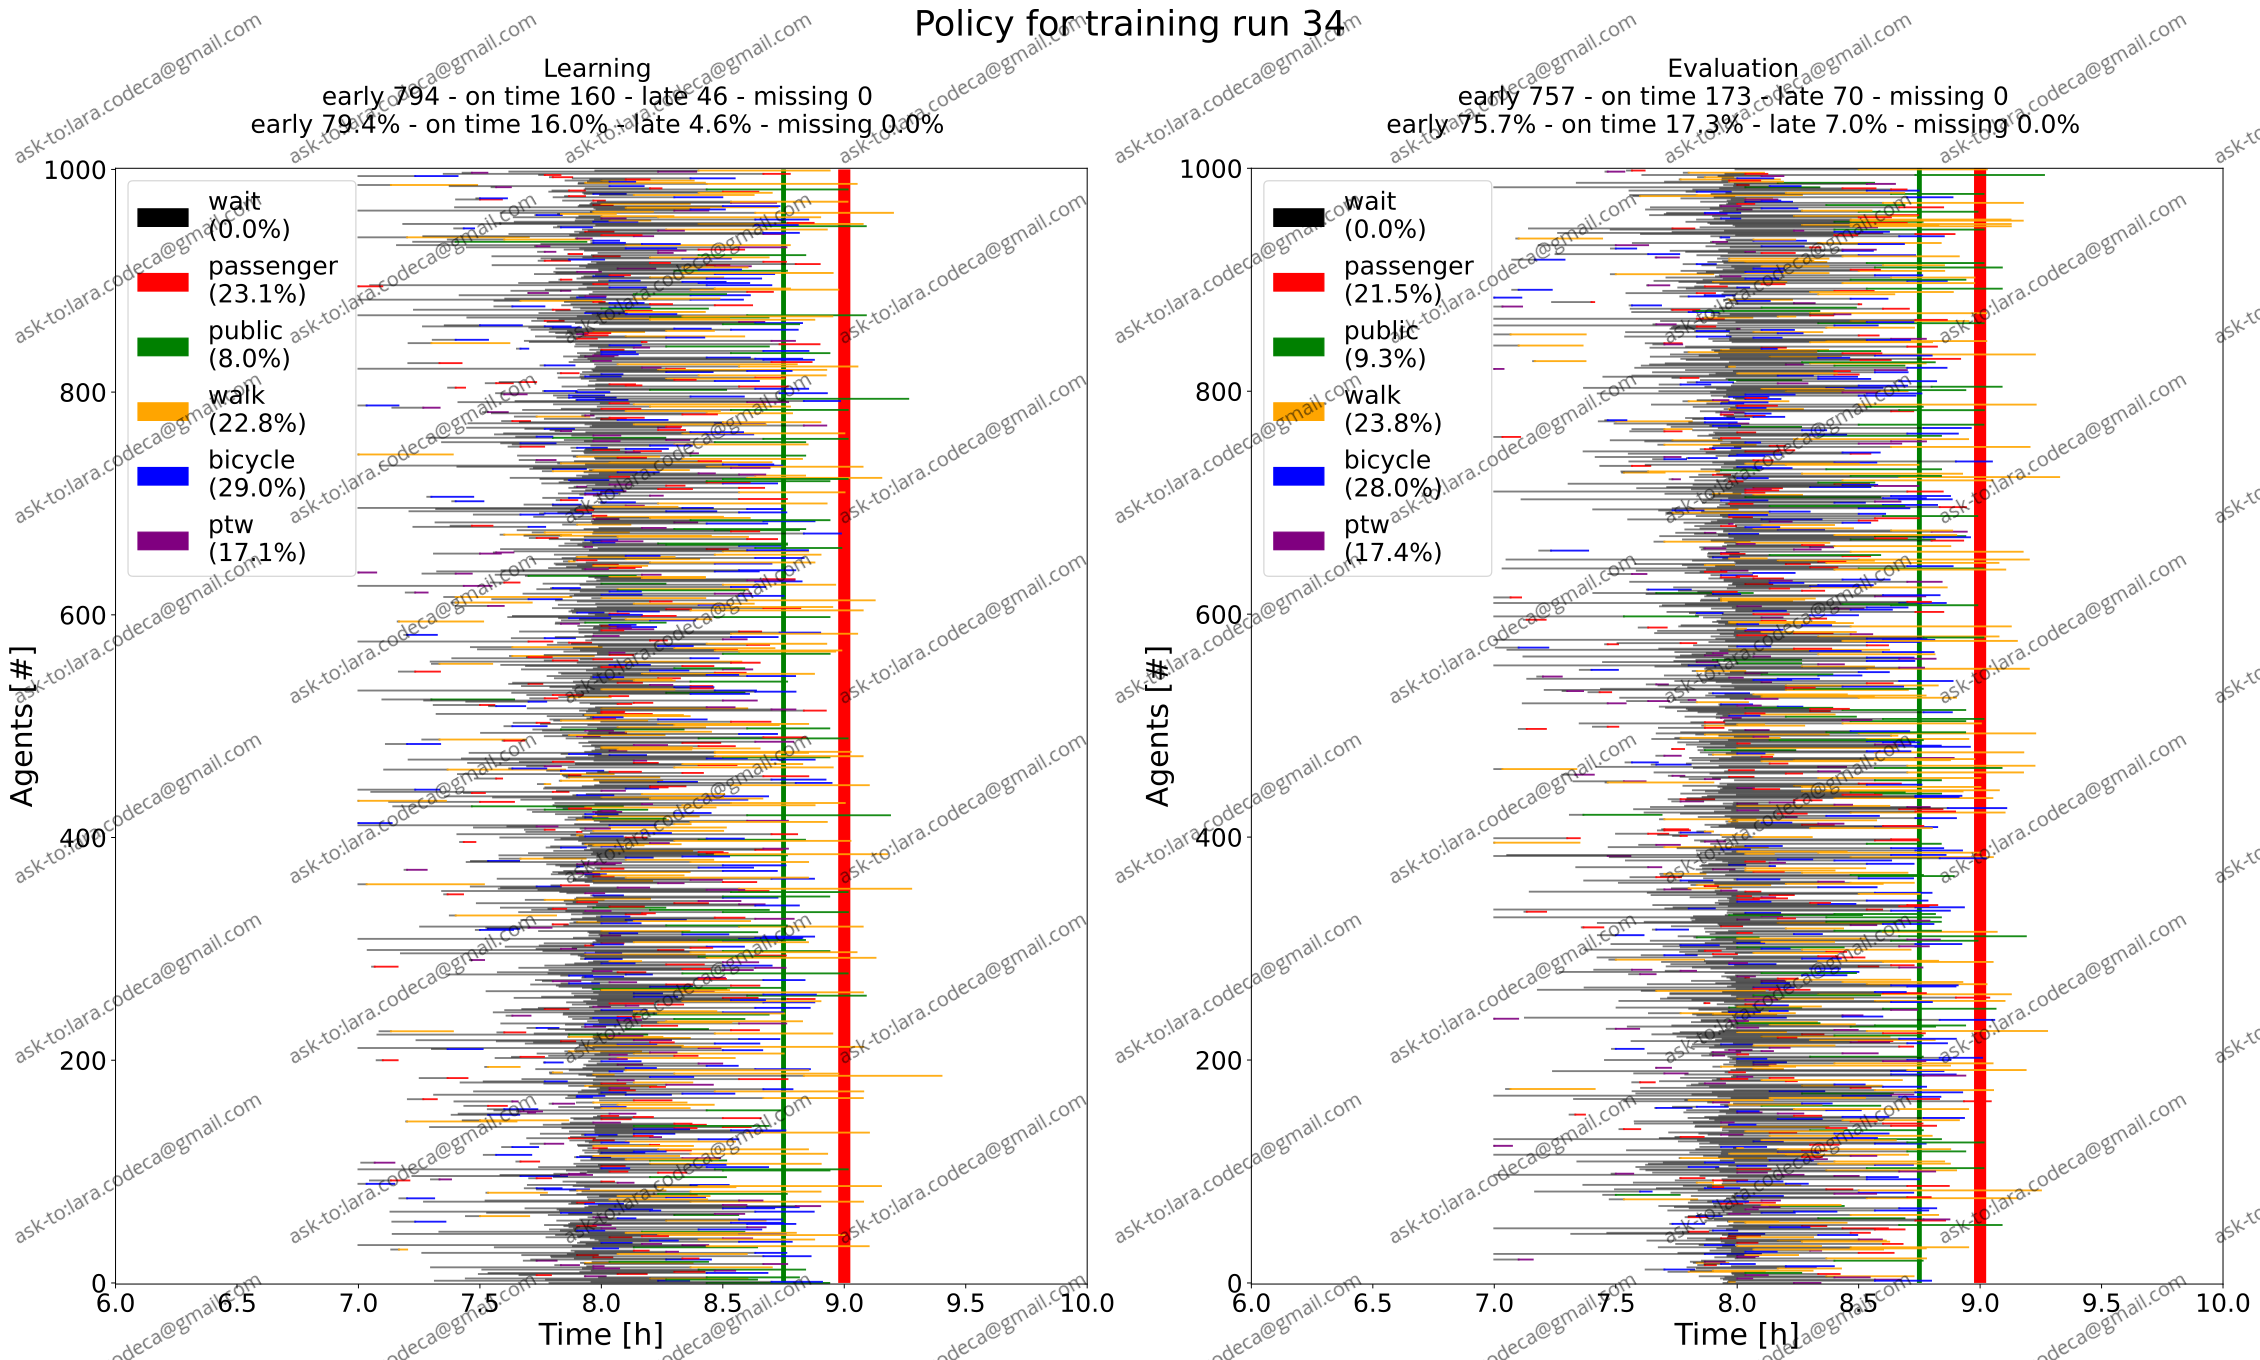 Policy for training run 34
Learning
early 794 - on time 160 - late 46 - missing 0
early 79.4% - on time 16.0% - late 4.6% - missing 0.0%
wait
(0.0%)
passenger
(23.1%)
public
(8.0%)
walk
(22.8%)
bicycle
(29.0%)
ptw
(17.1%)
Agents [#]
1000
800
600
400
200
0
6.0 6.5 7.0 7.5 8.0 8.5 9.0 9.5 10.0
Time [h]
Evaluation
early 757 - on time 173 - late 70 - missing 0
early 75.7% - on time 17.3% - late 7.0% - missing 0.0%
wait
(0.0%)
passenger
(21.5%)
public
(9.3%)
walk
(23.8%)
bicycle
(28.0%)
ptw
(17.4%)
Agents [#]
1000
800
600
400
200
0
6.0 6.5 7.0 7.5 8.0 8.5 9.0 9.5 10.0
Time [h]
ask-to:lara.codeca@gmail.com